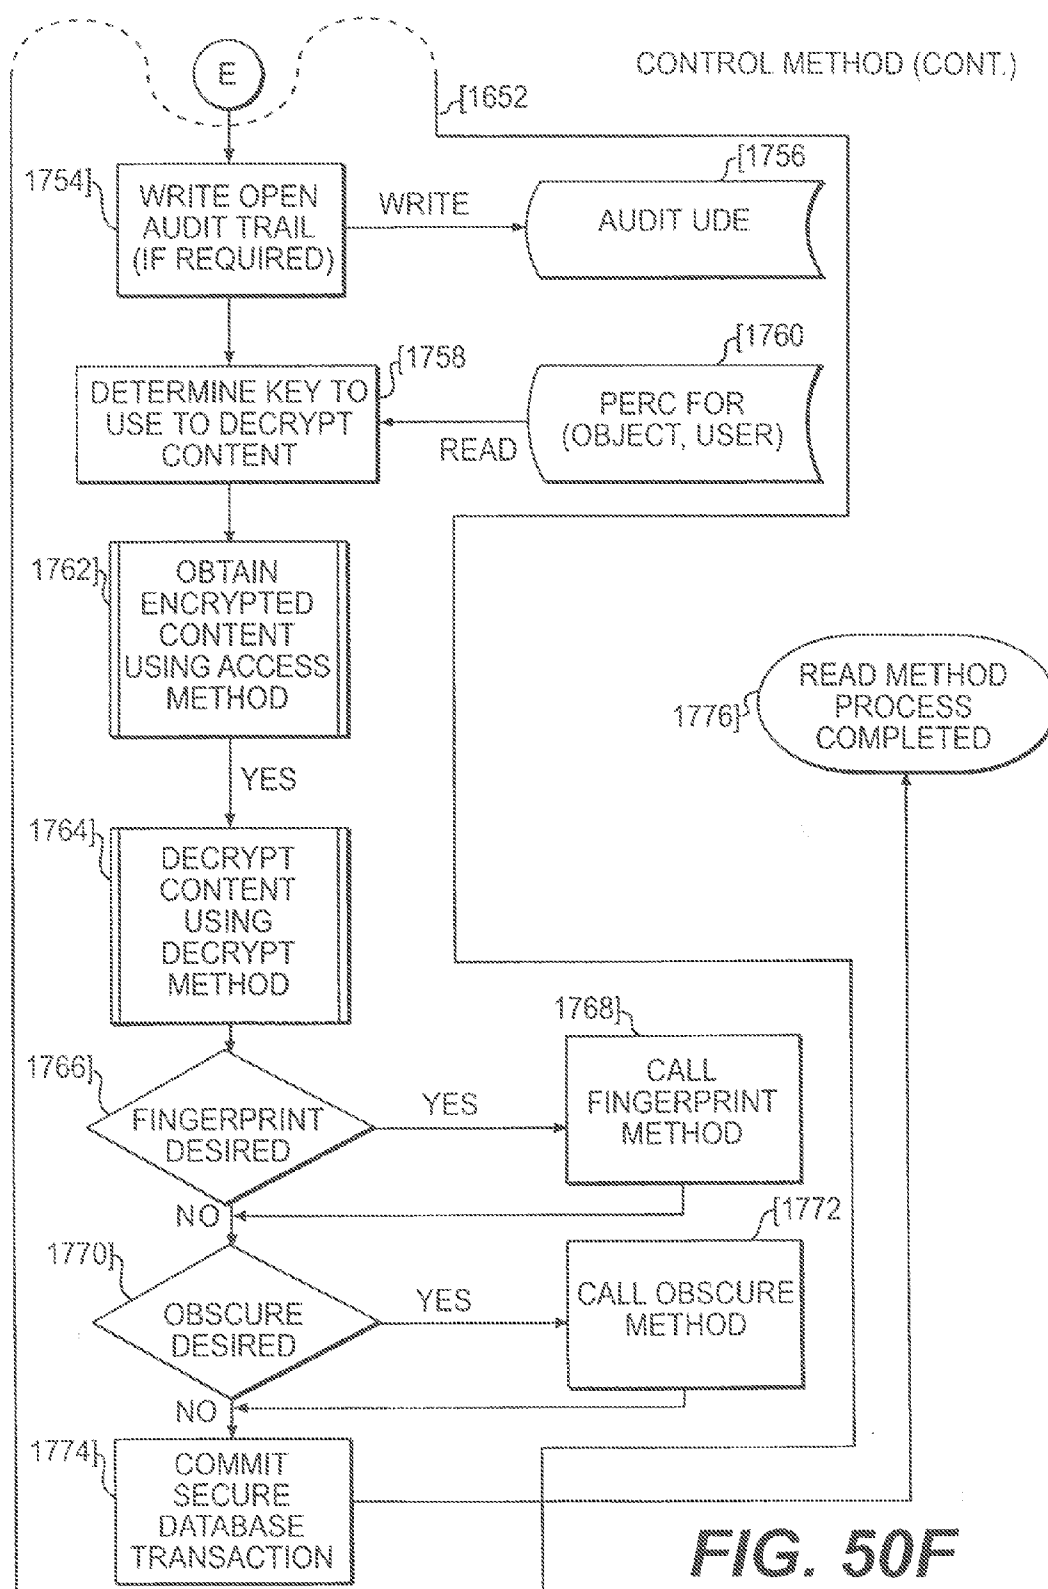 E
CONTROL METHOD (CONT.)
[1652
1754]
WRITE OPEN
AUDIT TRAIL
(IF REQUIRED)
WRITE
[1756
AUDIT UDE
[1758
DETERMINE KEY TO
USE TO DECRYPT
CONTENT
READ
[1760
PERC FOR
(OBJECT, USER)
1762]
OBTAIN
ENCRYPTED
CONTENT
USING ACCESS
METHOD
READ METHOD
PROCESS
COMPLETED
1776]
YES
1764]
DECRYPT
CONTENT
USING
DECRYPT
METHOD
1766]
FINGERPRINT
DESIRED
YES
1768]
CALL
FINGERPRINT
METHOD
NO
1770]
OBSCURE
DESIRED
YES
[1772
CALL OBSCURE
METHOD
NO
1774]
COMMIT
SECURE
DATABASE
TRANSACTION
FIG. 50F